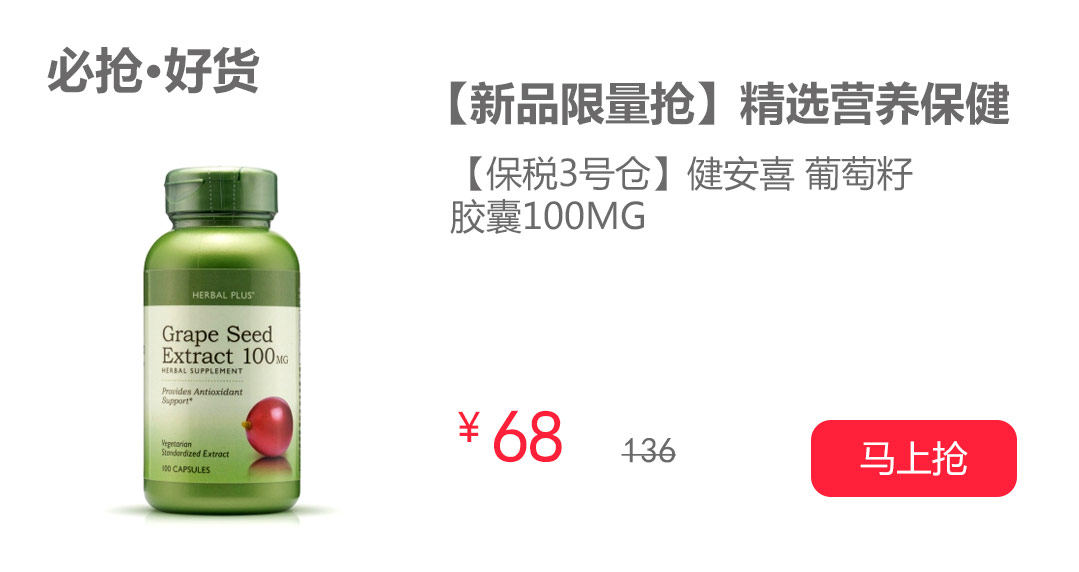 必抢·好货
【新品限量抢】精选营养保健
【保税3号仓】健安喜 葡萄籽
胶囊100MG
HERBAL PLUS®
Grape Seed
Extract 100MG
HERBAL SUPPLEMENT
Provides Antioxidant
Support*
Vegetarian
Standardized Extract
100 CAPSULES
¥68
136
马上抢